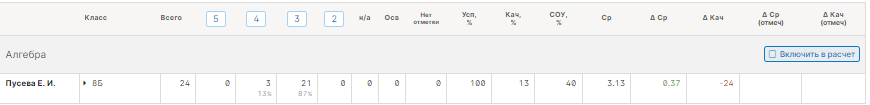 Класс Всего 5 4 3 2 н/а Осв Нет отметки Усп, % Кач, % СОУ, % Ср Δ Ср Δ Кач Δ Ср (отмеч) Δ Кач (отмеч)
Алгебра Включить в расчет
Пусева Е. И. 8Б 24 0 3 21 0 0 0 0 100 13 40 3.13 0.37 -24
13% 87%